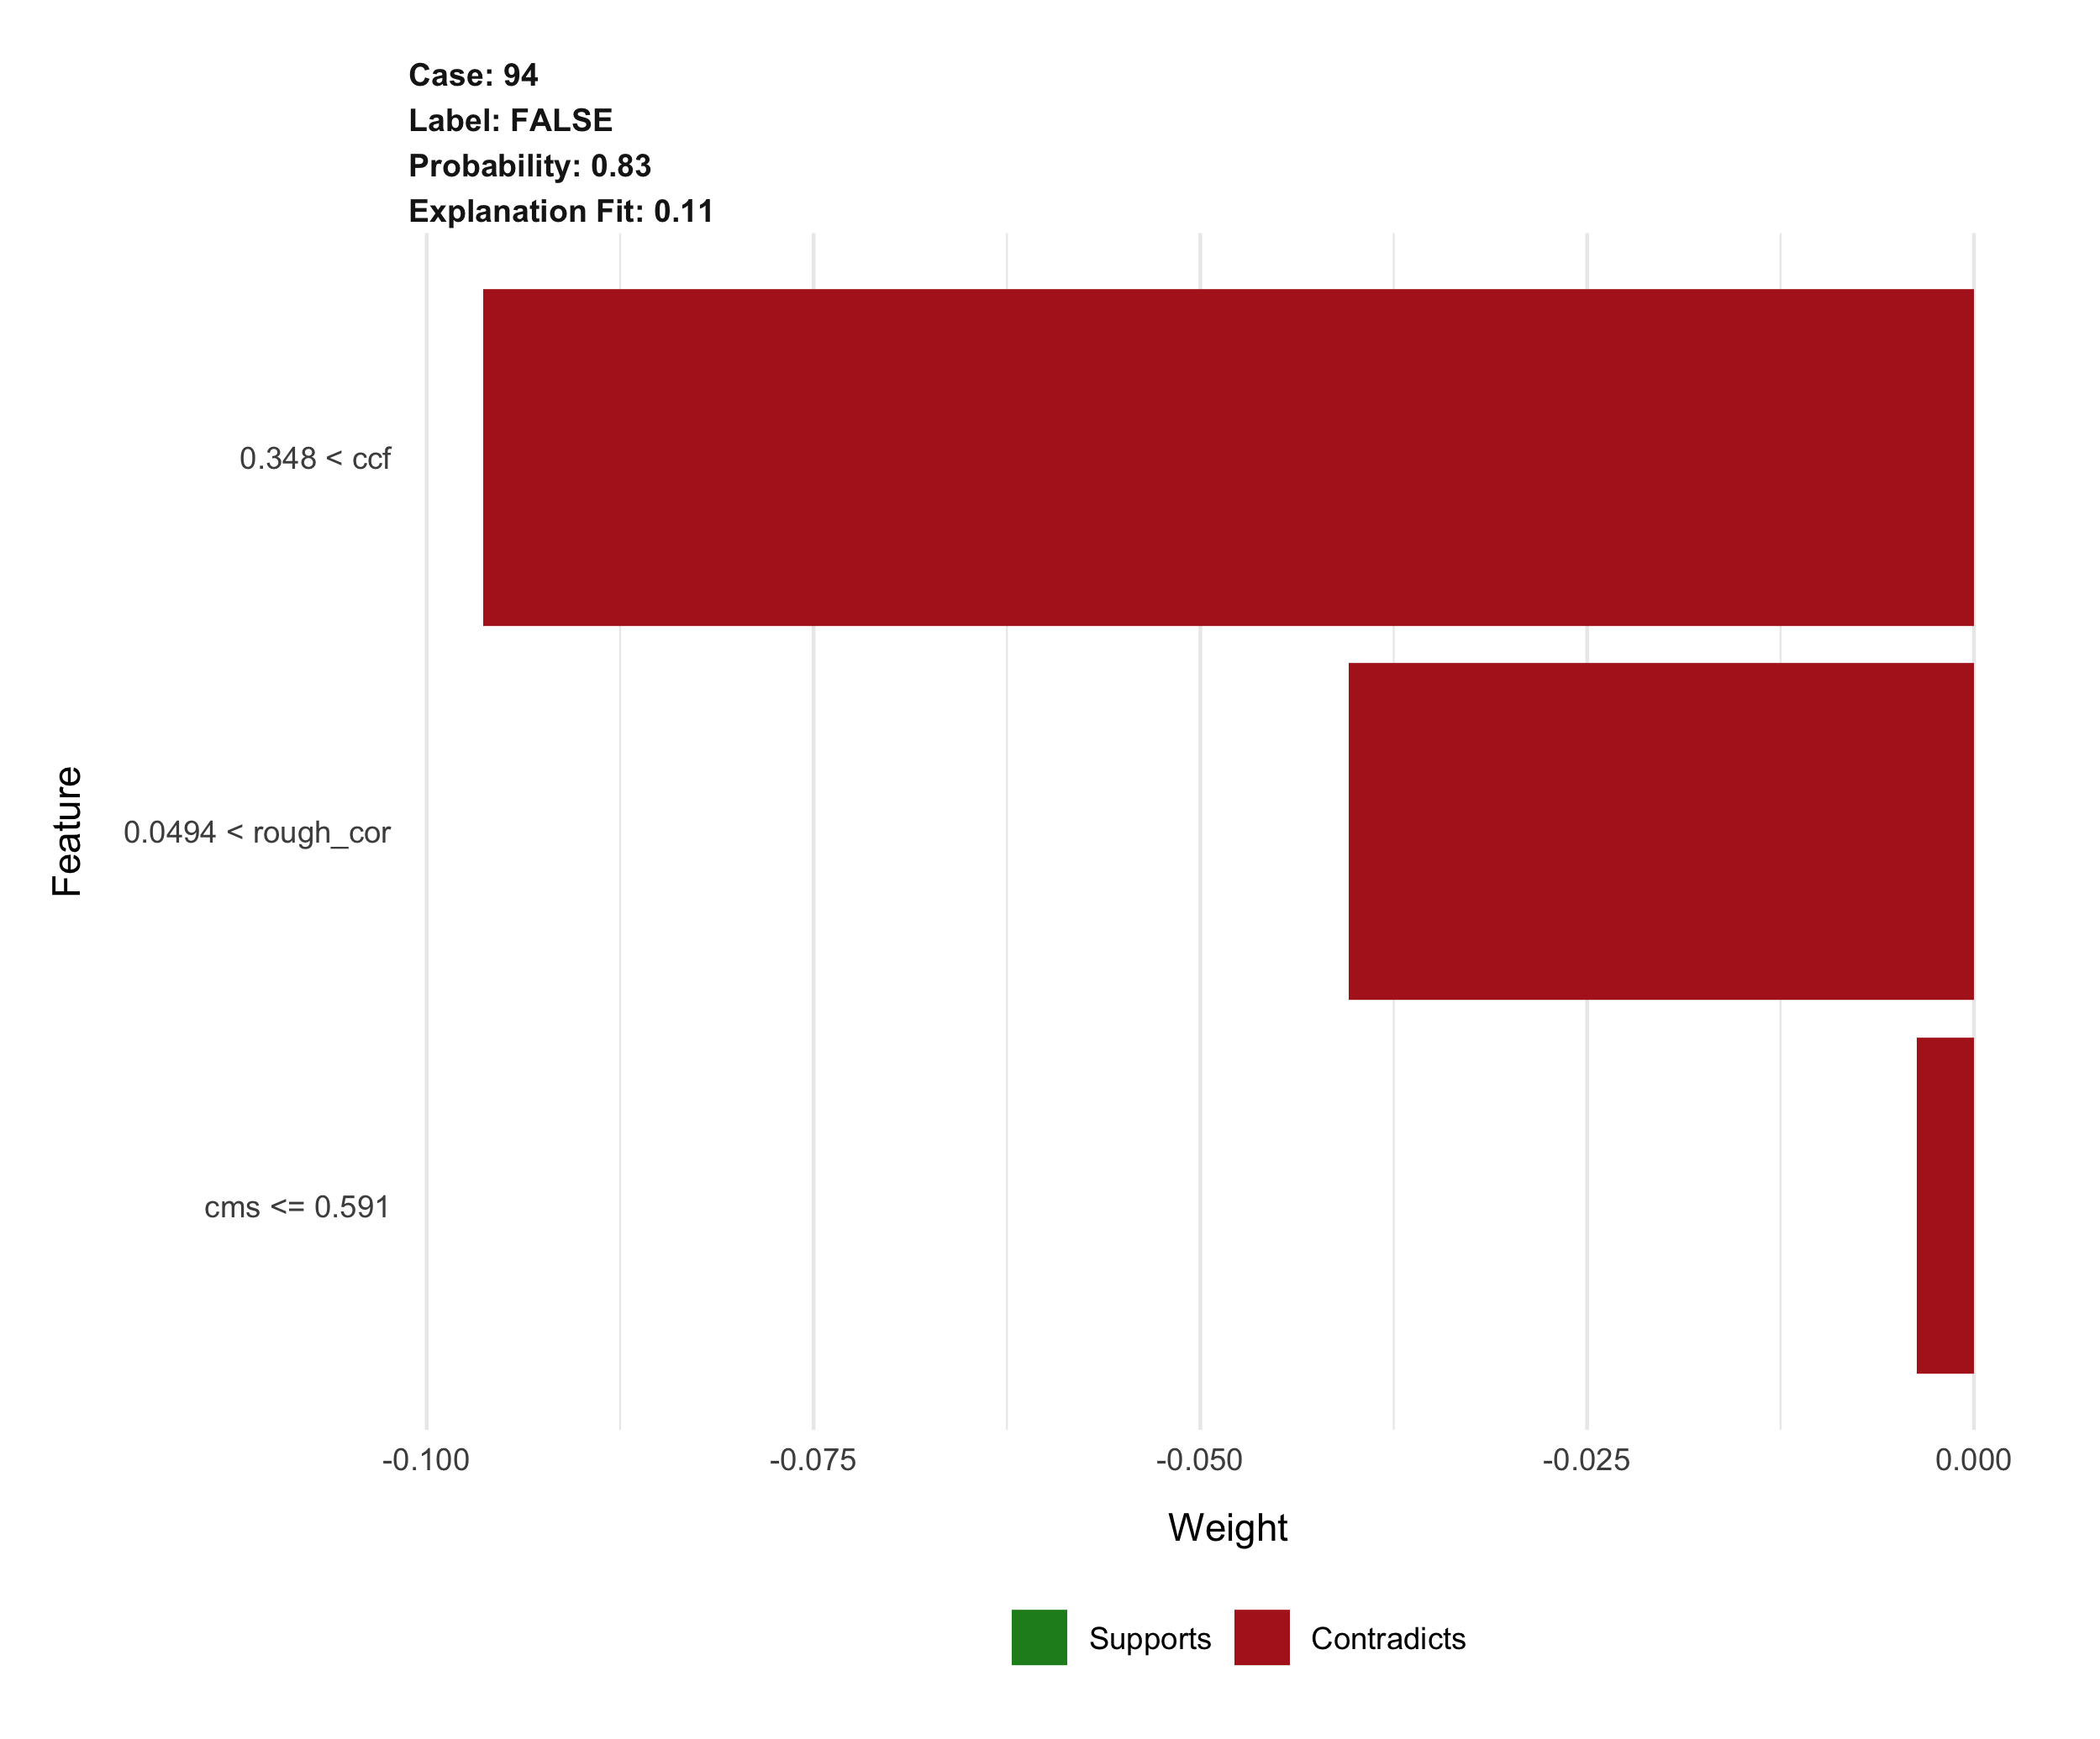 Case: 94
Label: FALSE
Probability: 0.83
Explanation Fit: 0.11
0.348 < ccf
0.0494 < rough_cor
cms <= 0.591
Feature
-0.100
-0.075
-0.050
-0.025
0.000
Weight
Supports
Contradicts